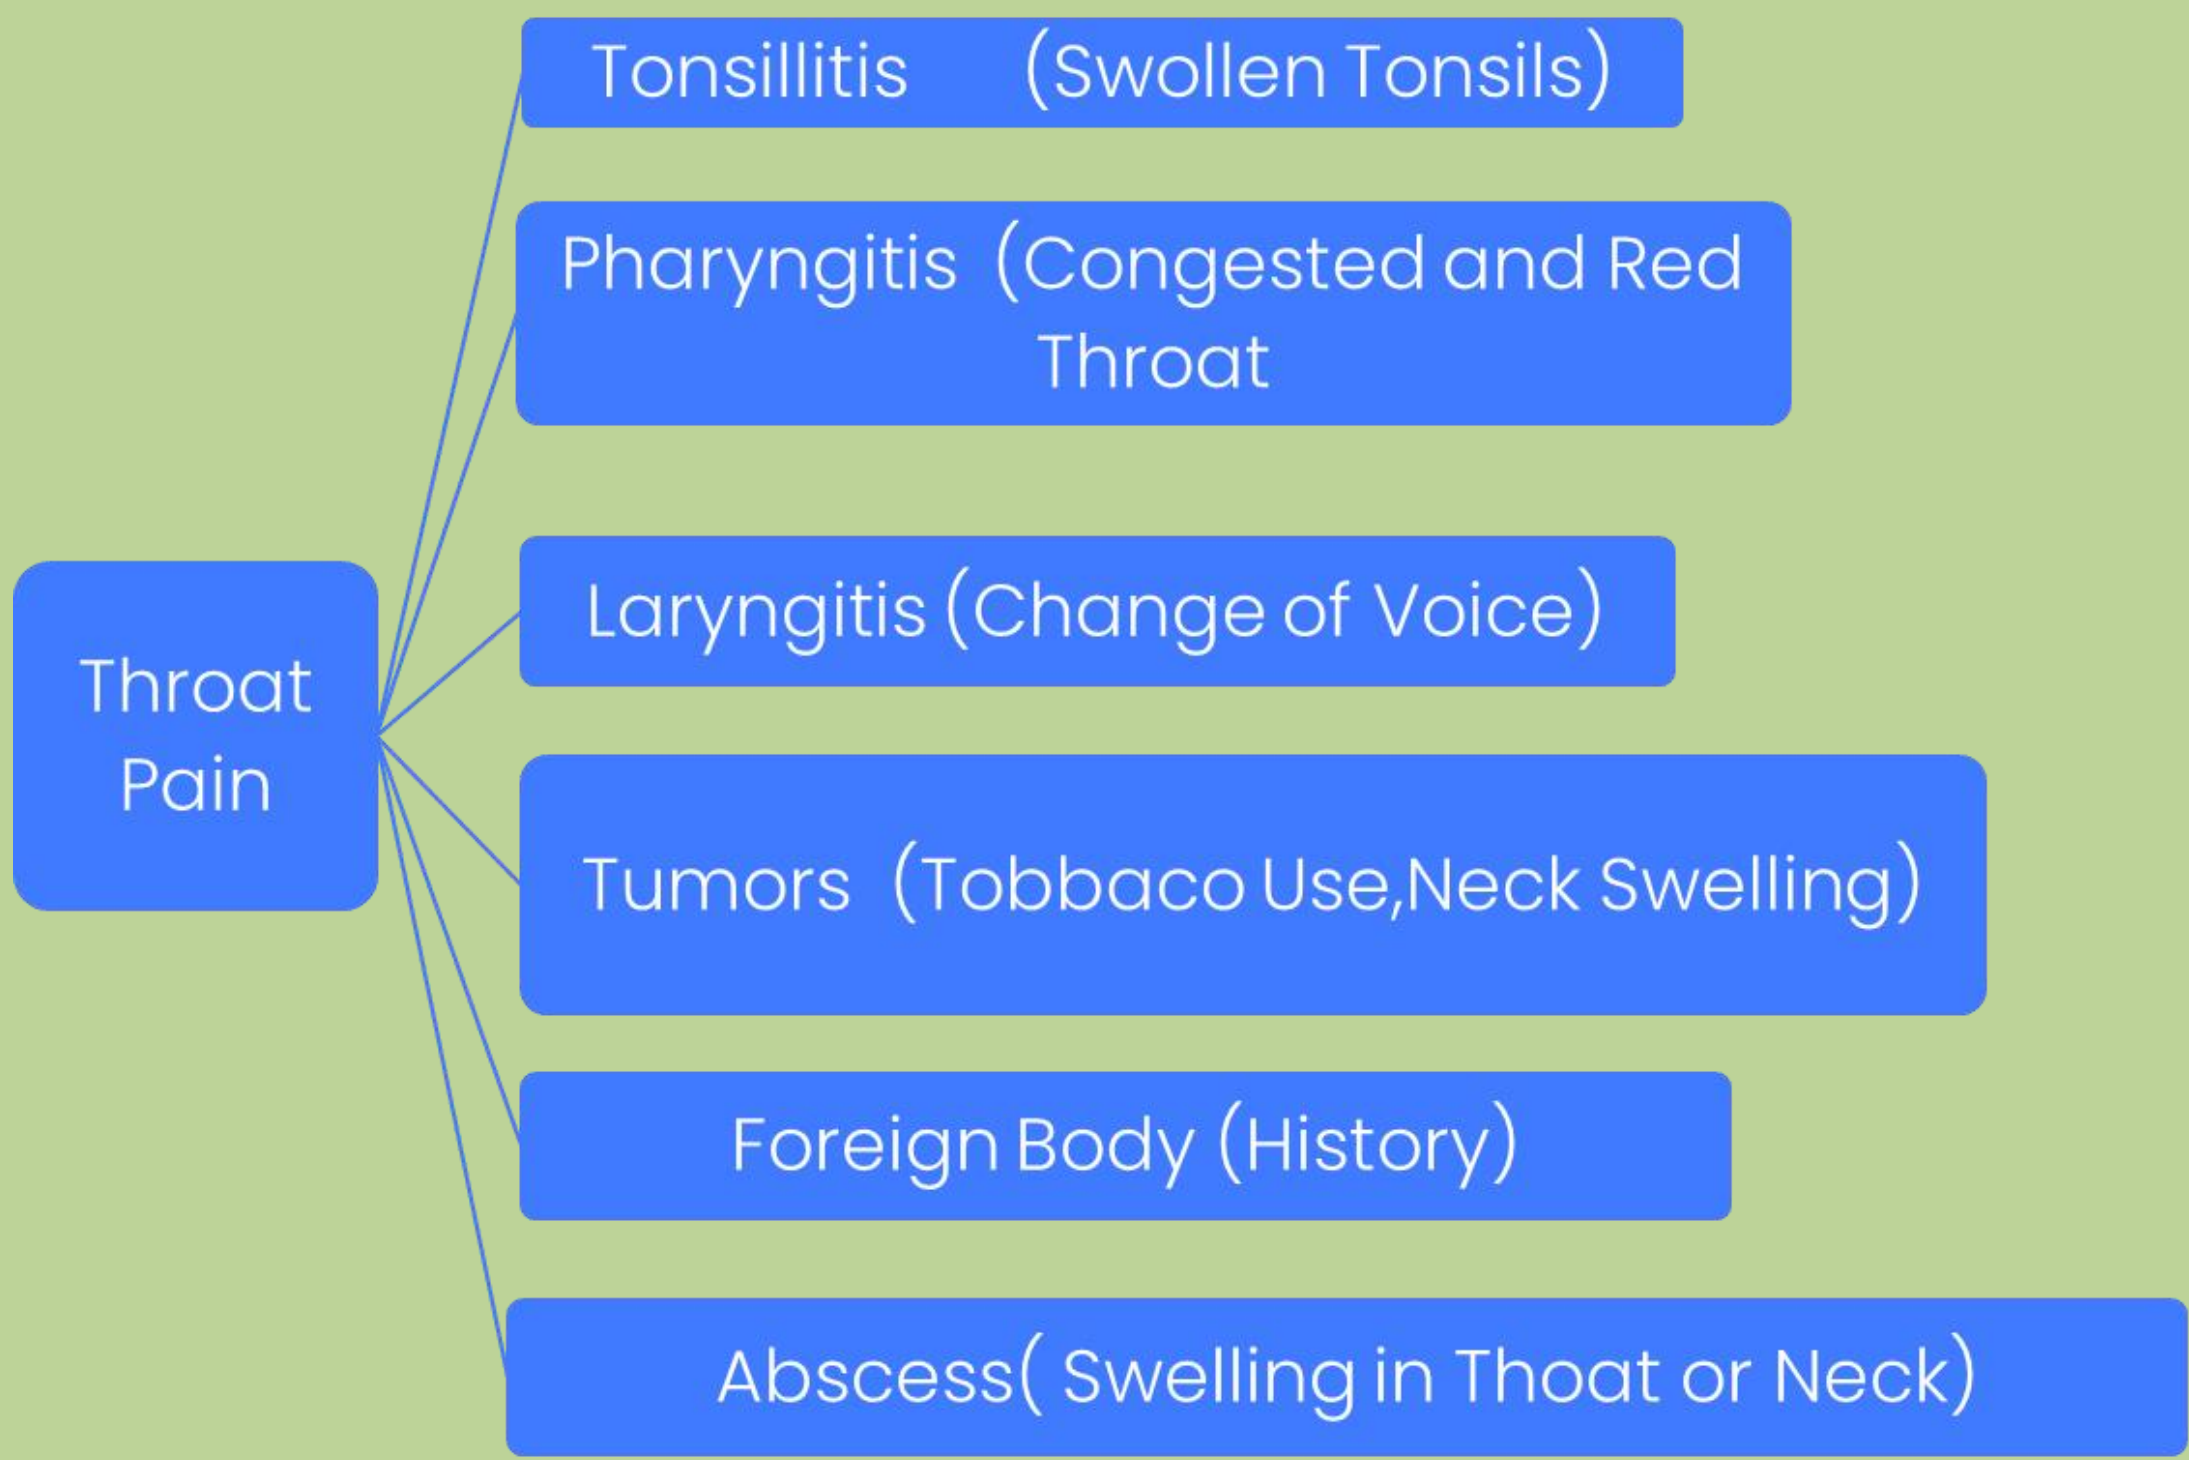 Tonsillitis (Swollen Tonsils)
Pharyngitis (Congested and Red
Throat
Laryngitis (Change of Voice)
Throat
Pain
Tumors (Tobbaco Use,Neck Swelling)
Foreign Body (History)
Abscess( Swelling in Thoat or Neck)